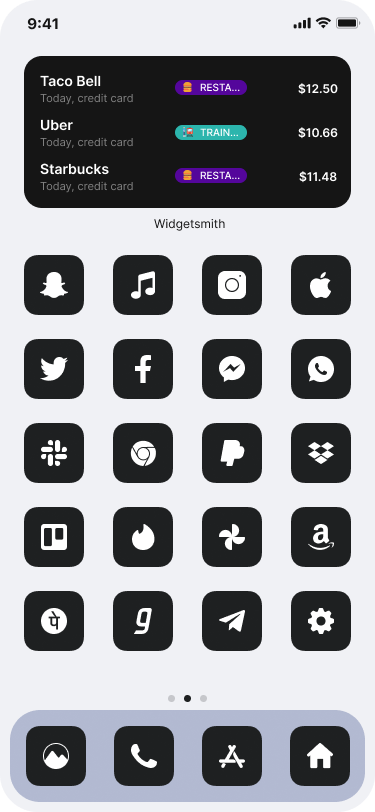 9:41
Taco Bell
Today, credit card
RESTA...
$12.50
Uber
Today, credit card
TRAIN...
$10.66
Starbucks
Today, credit card
RESTA...
$11.48
Widgetsmith
a
पे
g